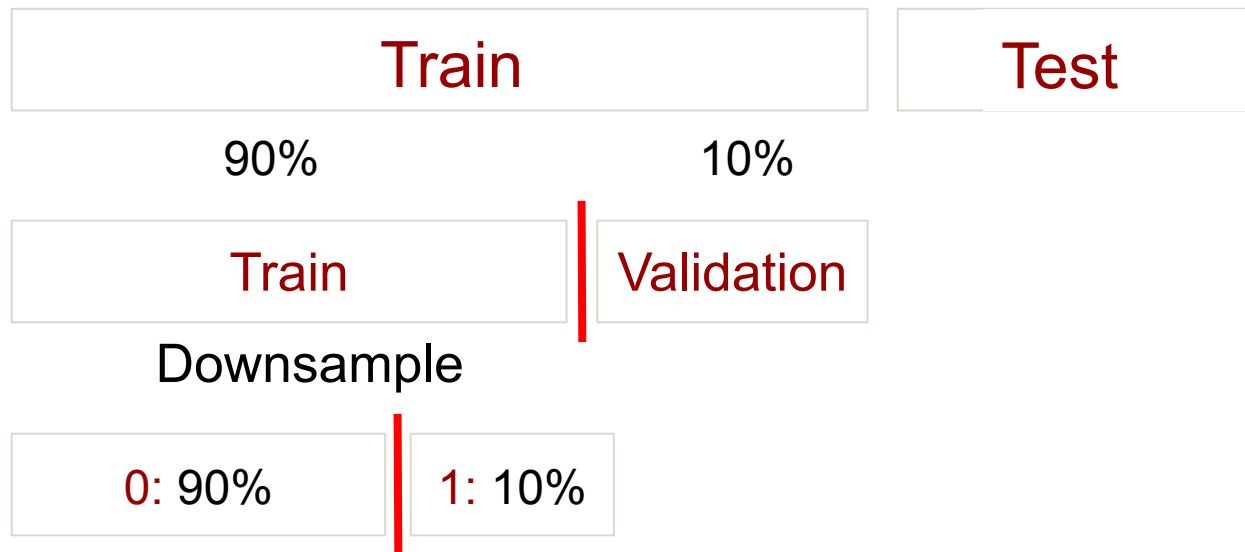 Train Test
90% 10%
Train Validation
Downsample
0: 90% 1: 10%